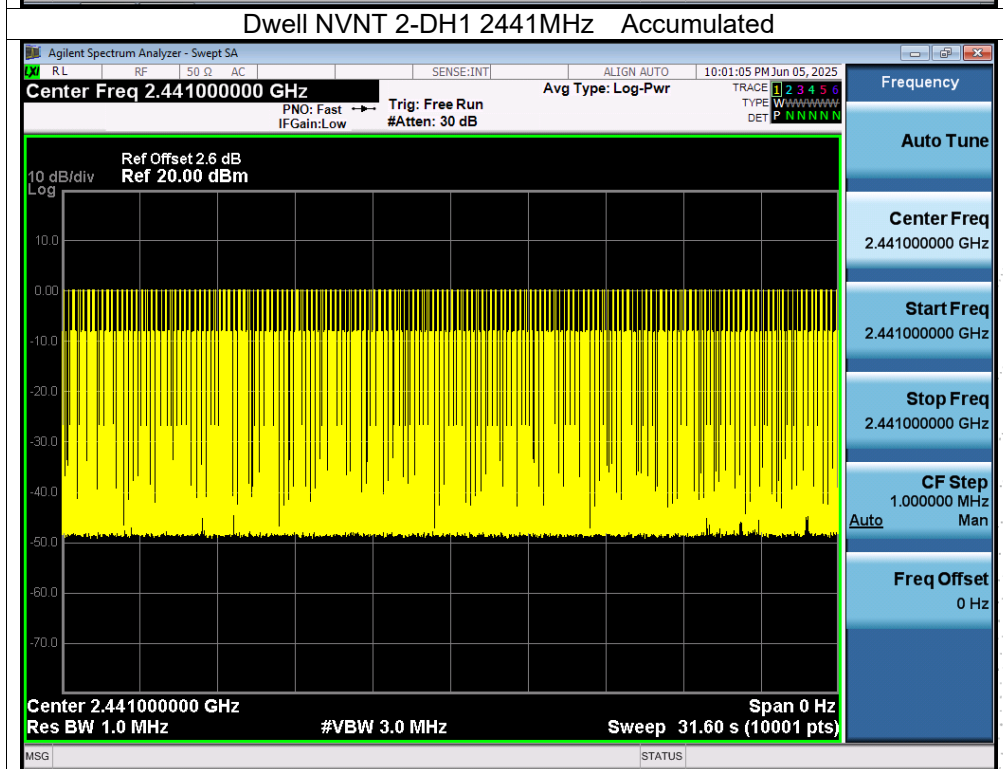 Dwell NVNT 2-DH1 2441MHz Accumulated
Agilent Spectrum Analyzer - Swept SA
LXI RL RF 50 Ω AC SENSE:INT ALIGN AUTO 10:01:05 PM Jun 05, 2025
Center Freq 2.441000000 GHz
PNO: Fast
IFGain:Low
Trig: Free Run
#Atten: 30 dB
Avg Type: Log-Pwr
TRACE 1 2 3 4 5 6
TYPE WWWWWWW
DET P N N N N N
Ref Offset 2.6 dB
10 dB/div Ref 20.00 dBm
Log
10.0
0.00
-10.0
-20.0
-30.0
-40.0
-50.0
-60.0
-70.0
Center 2.441000000 GHz Span 0 Hz
Res BW 1.0 MHz #VBW 3.0 MHz Sweep 31.60 s (10001 pts)
MSG STATUS
Frequency
Auto Tune
Center Freq
2.441000000 GHz
Start Freq
2.441000000 GHz
Stop Freq
2.441000000 GHz
CF Step
1.000000 MHz
Auto Man
Freq Offset
0 Hz